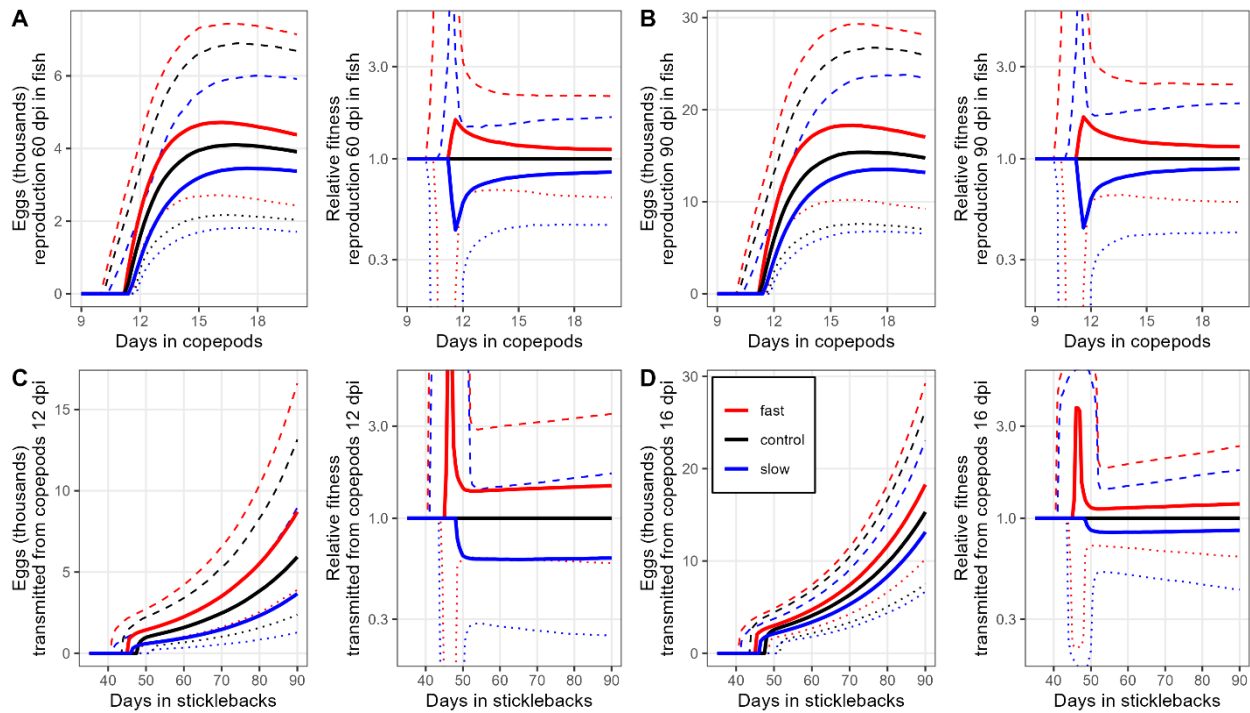 A
Eggs (thousands)
reproduction 60 dpi in fish
6
4
2
0
9
12
15
18
Days in copepods
Relative fitness
reproduction 60 dpi in fish
3.0
1.0
0.3
9
12
15
18
Days in copepods
B
Eggs (thousands)
reproduction 90 dpi in fish
30
20
10
0
9
12
15
18
Days in copepods
Relative fitness
reproduction 90 dpi in fish
3.0
1.0
0.3
9
12
15
18
Days in copepods
C
Eggs (thousands)
transmitted from copepods 12 dpi
15
10
5
0
40
50
60
70
80
90
Days in sticklebacks
Relative fitness
transmitted from copepods 12 dpi
3.0
1.0
0.3
40
50
60
70
80
90
Days in sticklebacks
D
Eggs (thousands)
transmitted from copepods 16 dpi
30
20
10
0
fast
control
slow
40
50
60
70
80
90
Days in sticklebacks
Relative fitness
transmitted from copepods 16 dpi
3.0
1.0
0.3
40
50
60
70
80
90
Days in sticklebacks